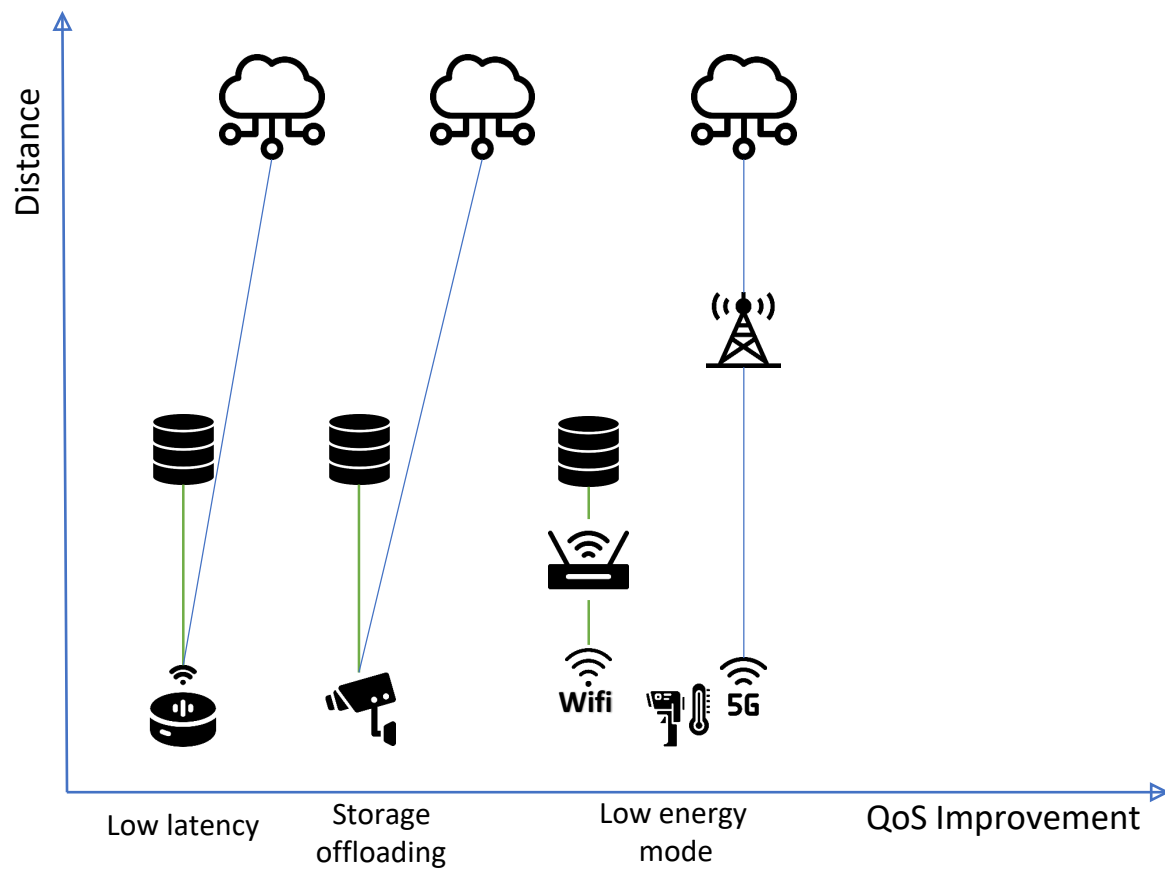 Distance
Wifi
5G
Low latency
Storage
offloading
Low energy
mode
QoS Improvement